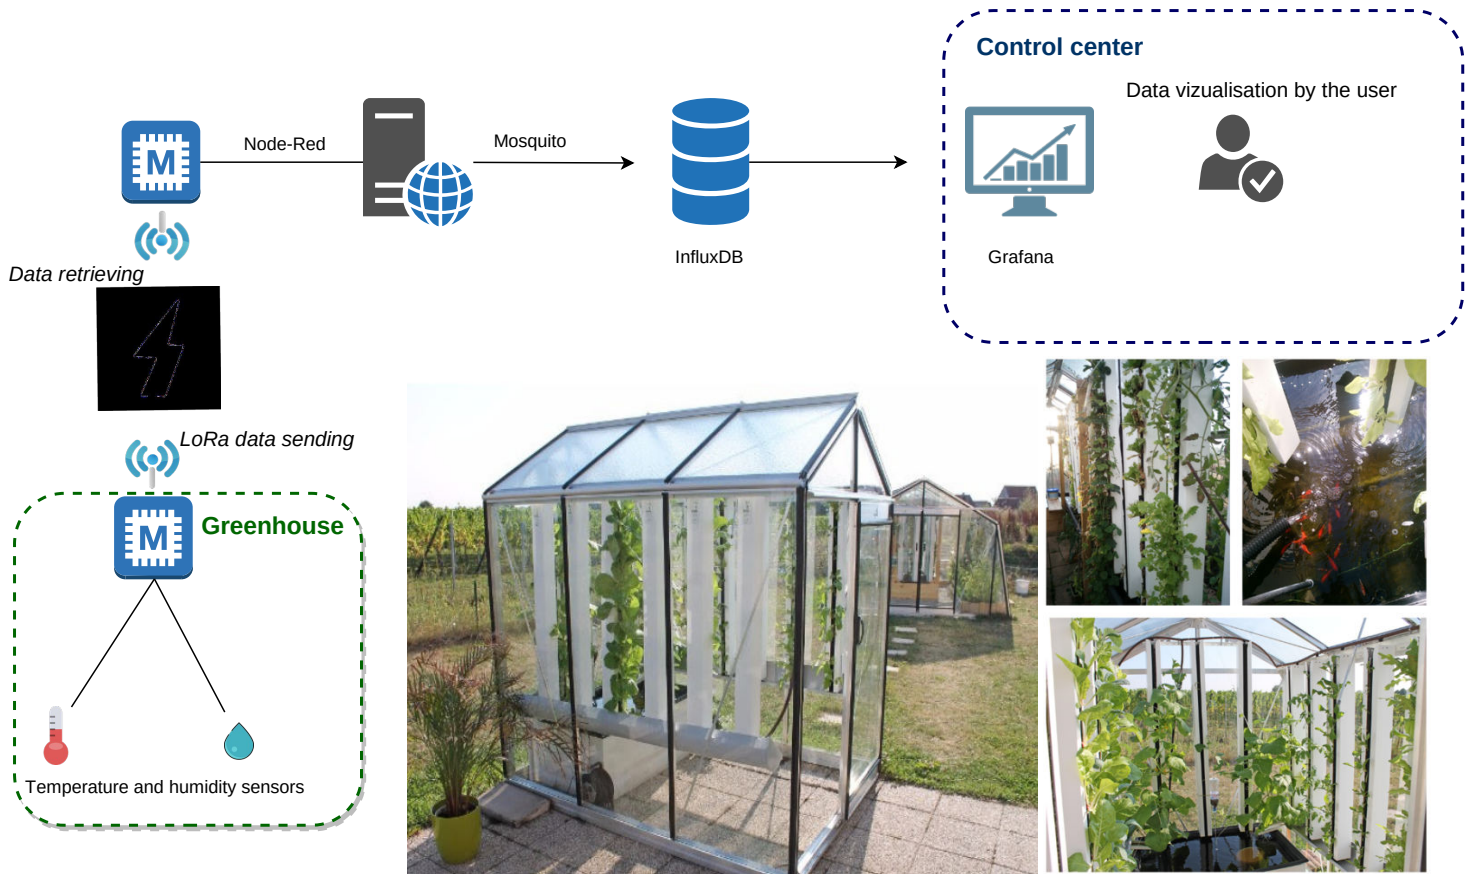 Control center
Data vizualisation by the user
Node-Red
Mosquito
M
InfluxDB
Grafana
Data retrieving
LoRa data sending
M
Greenhouse
Temperature and humidity sensors